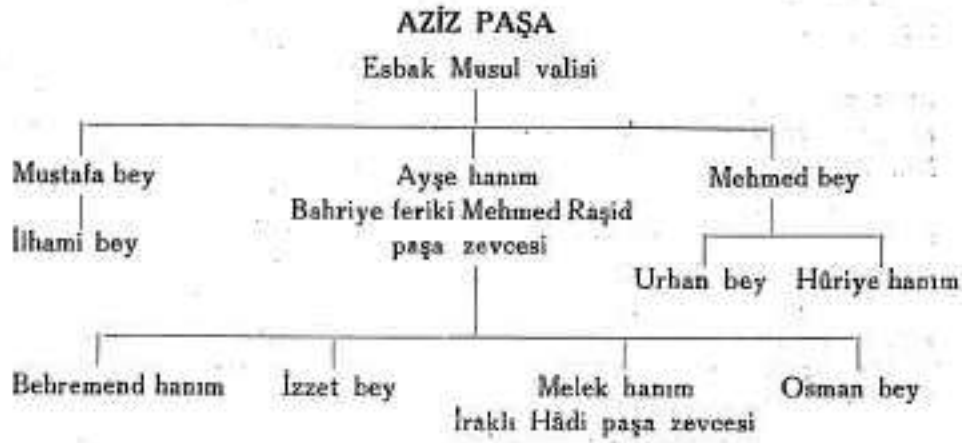 AZİZ PAŞA
Esbak Musul valisi
Mustafa bey
Ayşe hanım
Mehmed bey
Bahriye feriki Mehmed Raşid
İlhami bey
paşa zevcesi
Urhan bey
Hûriye hanım
Behremend hanım
İzzet bey
Melek hanım
Osman bey
Iraklı Hâdi paşa zevcesi